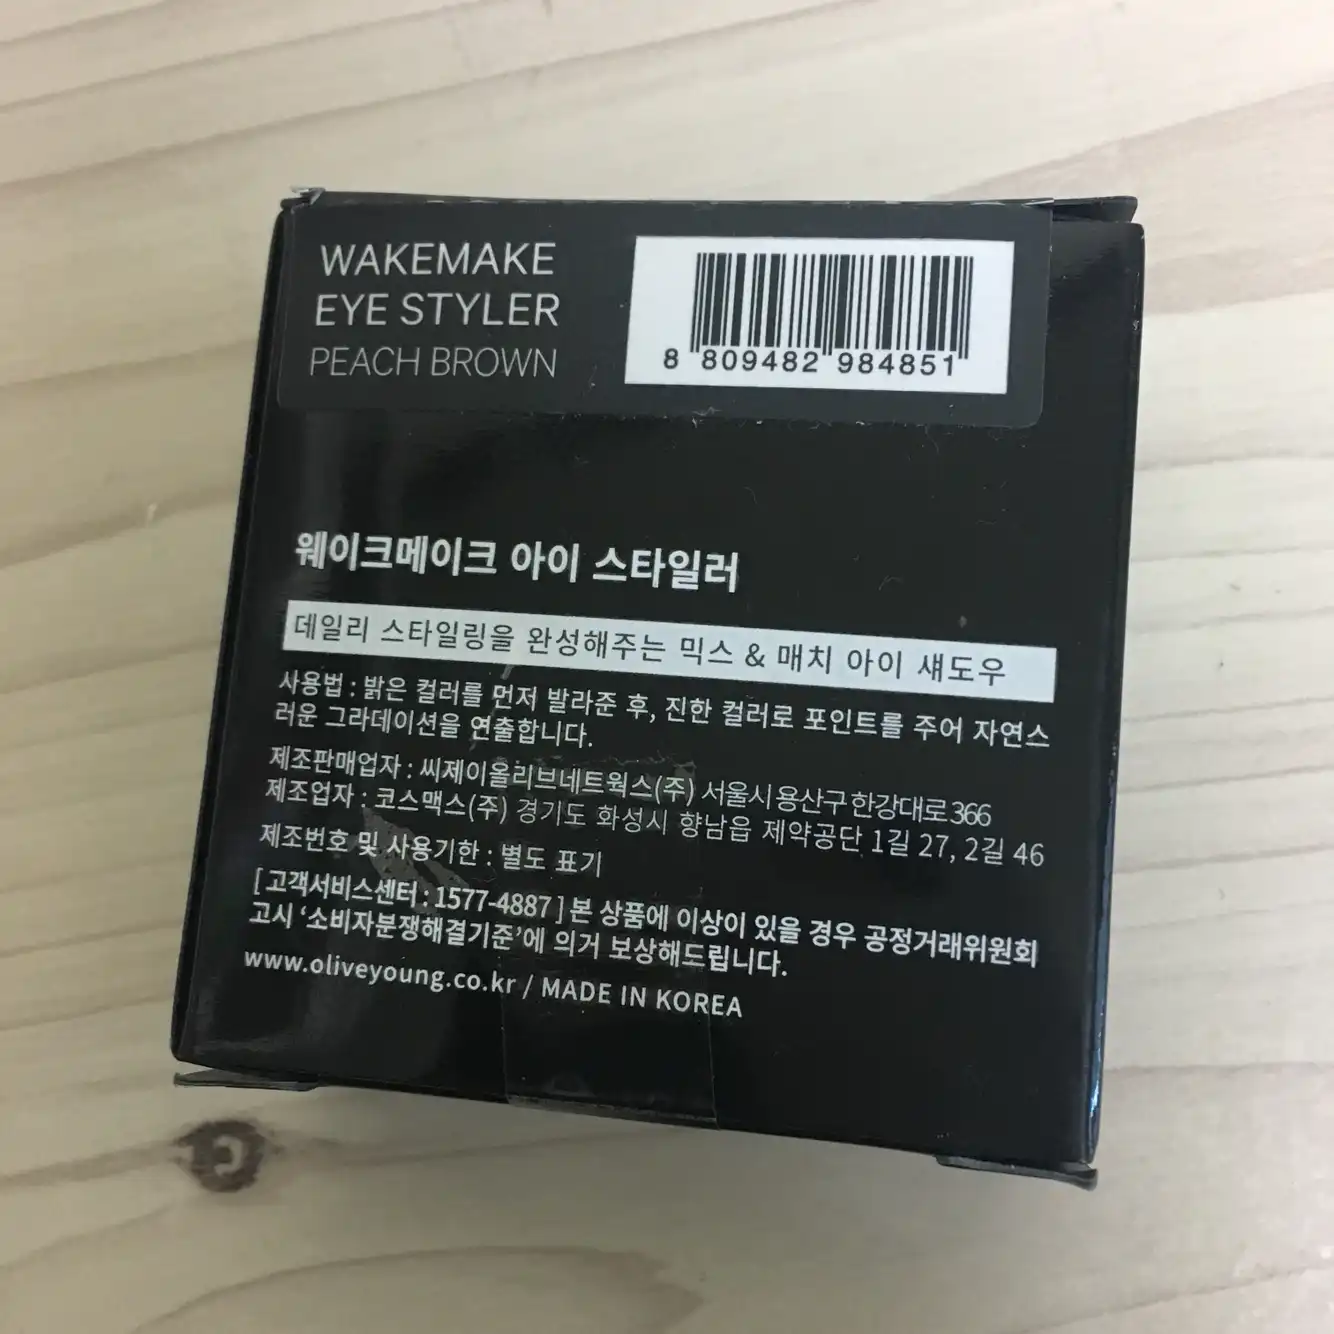 WAKEMAKE
EYE STYLER
PEACH BROWN
8 809482 984851
웨이크메이크 아이 스타일러
데일리 스타일링을 완성해주는 믹스 & 매치 아이 섀도우
사용법 : 밝은 컬러를 먼저 발라준 후, 진한 컬러로 포인트를 주어 자연스
러운 그라데이션을 연출합니다.
제조판매업자 : 씨제이올리브네트웍스(주) 서울시 용산구 한강대로 366
제조업자 : 코스맥스(주) 경기도 화성시 향남읍 제약공단 1길 27, 2길 46
제조번호 및 사용기한 : 별도 표기
[ 고객서비스센터 : 1577-4887 ] 본 상품에 이상이 있을 경우 공정거래위원회
고시 ‘소비자분쟁해결기준’에 의거 보상해드립니다.
www.oliveyoung.co.kr / MADE IN KOREA